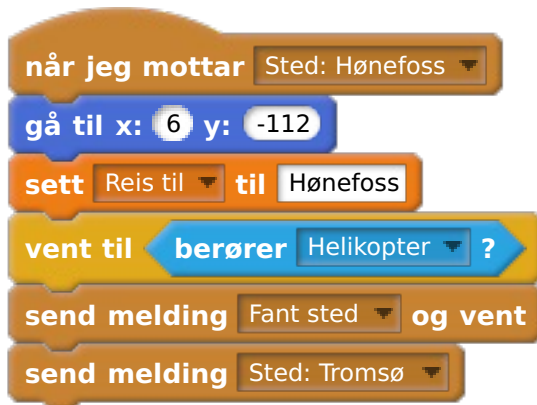 når jeg mottar Sted: Hønefoss
gå til x: 6 y: -112
sett Reis til til Hønefoss
vent til berører Helikopter ?
send melding Fant sted og vent
send melding Sted: Tromsø